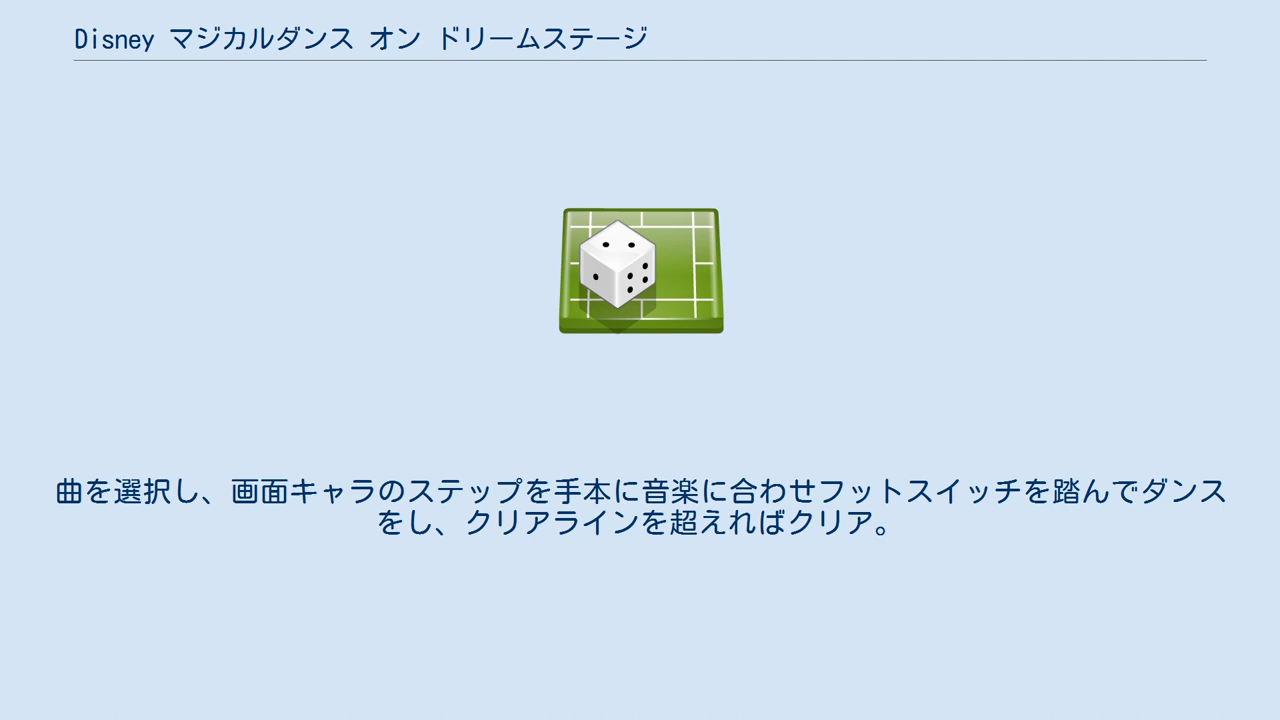 Disney マジカルダンス オン ドリームステージ
曲を選択し、画面キャラのステップを手本に音楽に合わせフットスイッチを踏んでダンス
をし、クリアラインを超えればクリア。